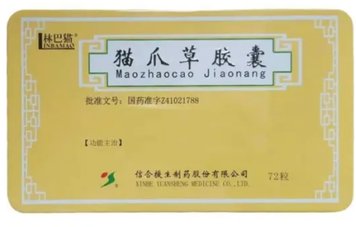 林巴猫
LINBAMAO
猫爪草胶囊
Maozhaocao Jiaonang
批准文号：国药准字Z41021788
【功能主治】
信合援生制药股份有限公司
XINHE YUANSHENG MEDICINE CO.,LTD.
72粒